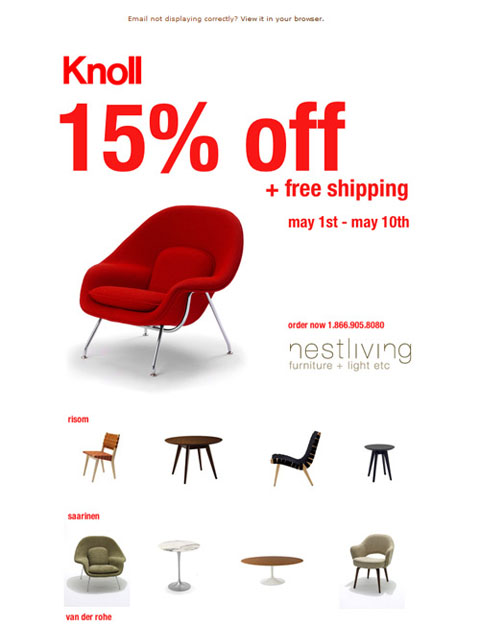 Email not displaying correctly? View it in your browser.
Knoll
15% off
+ free shipping
may 1st - may 10th
order now 1.866.905.8080
nestliving
furniture + light etc
risom
saarinen
van der rohe